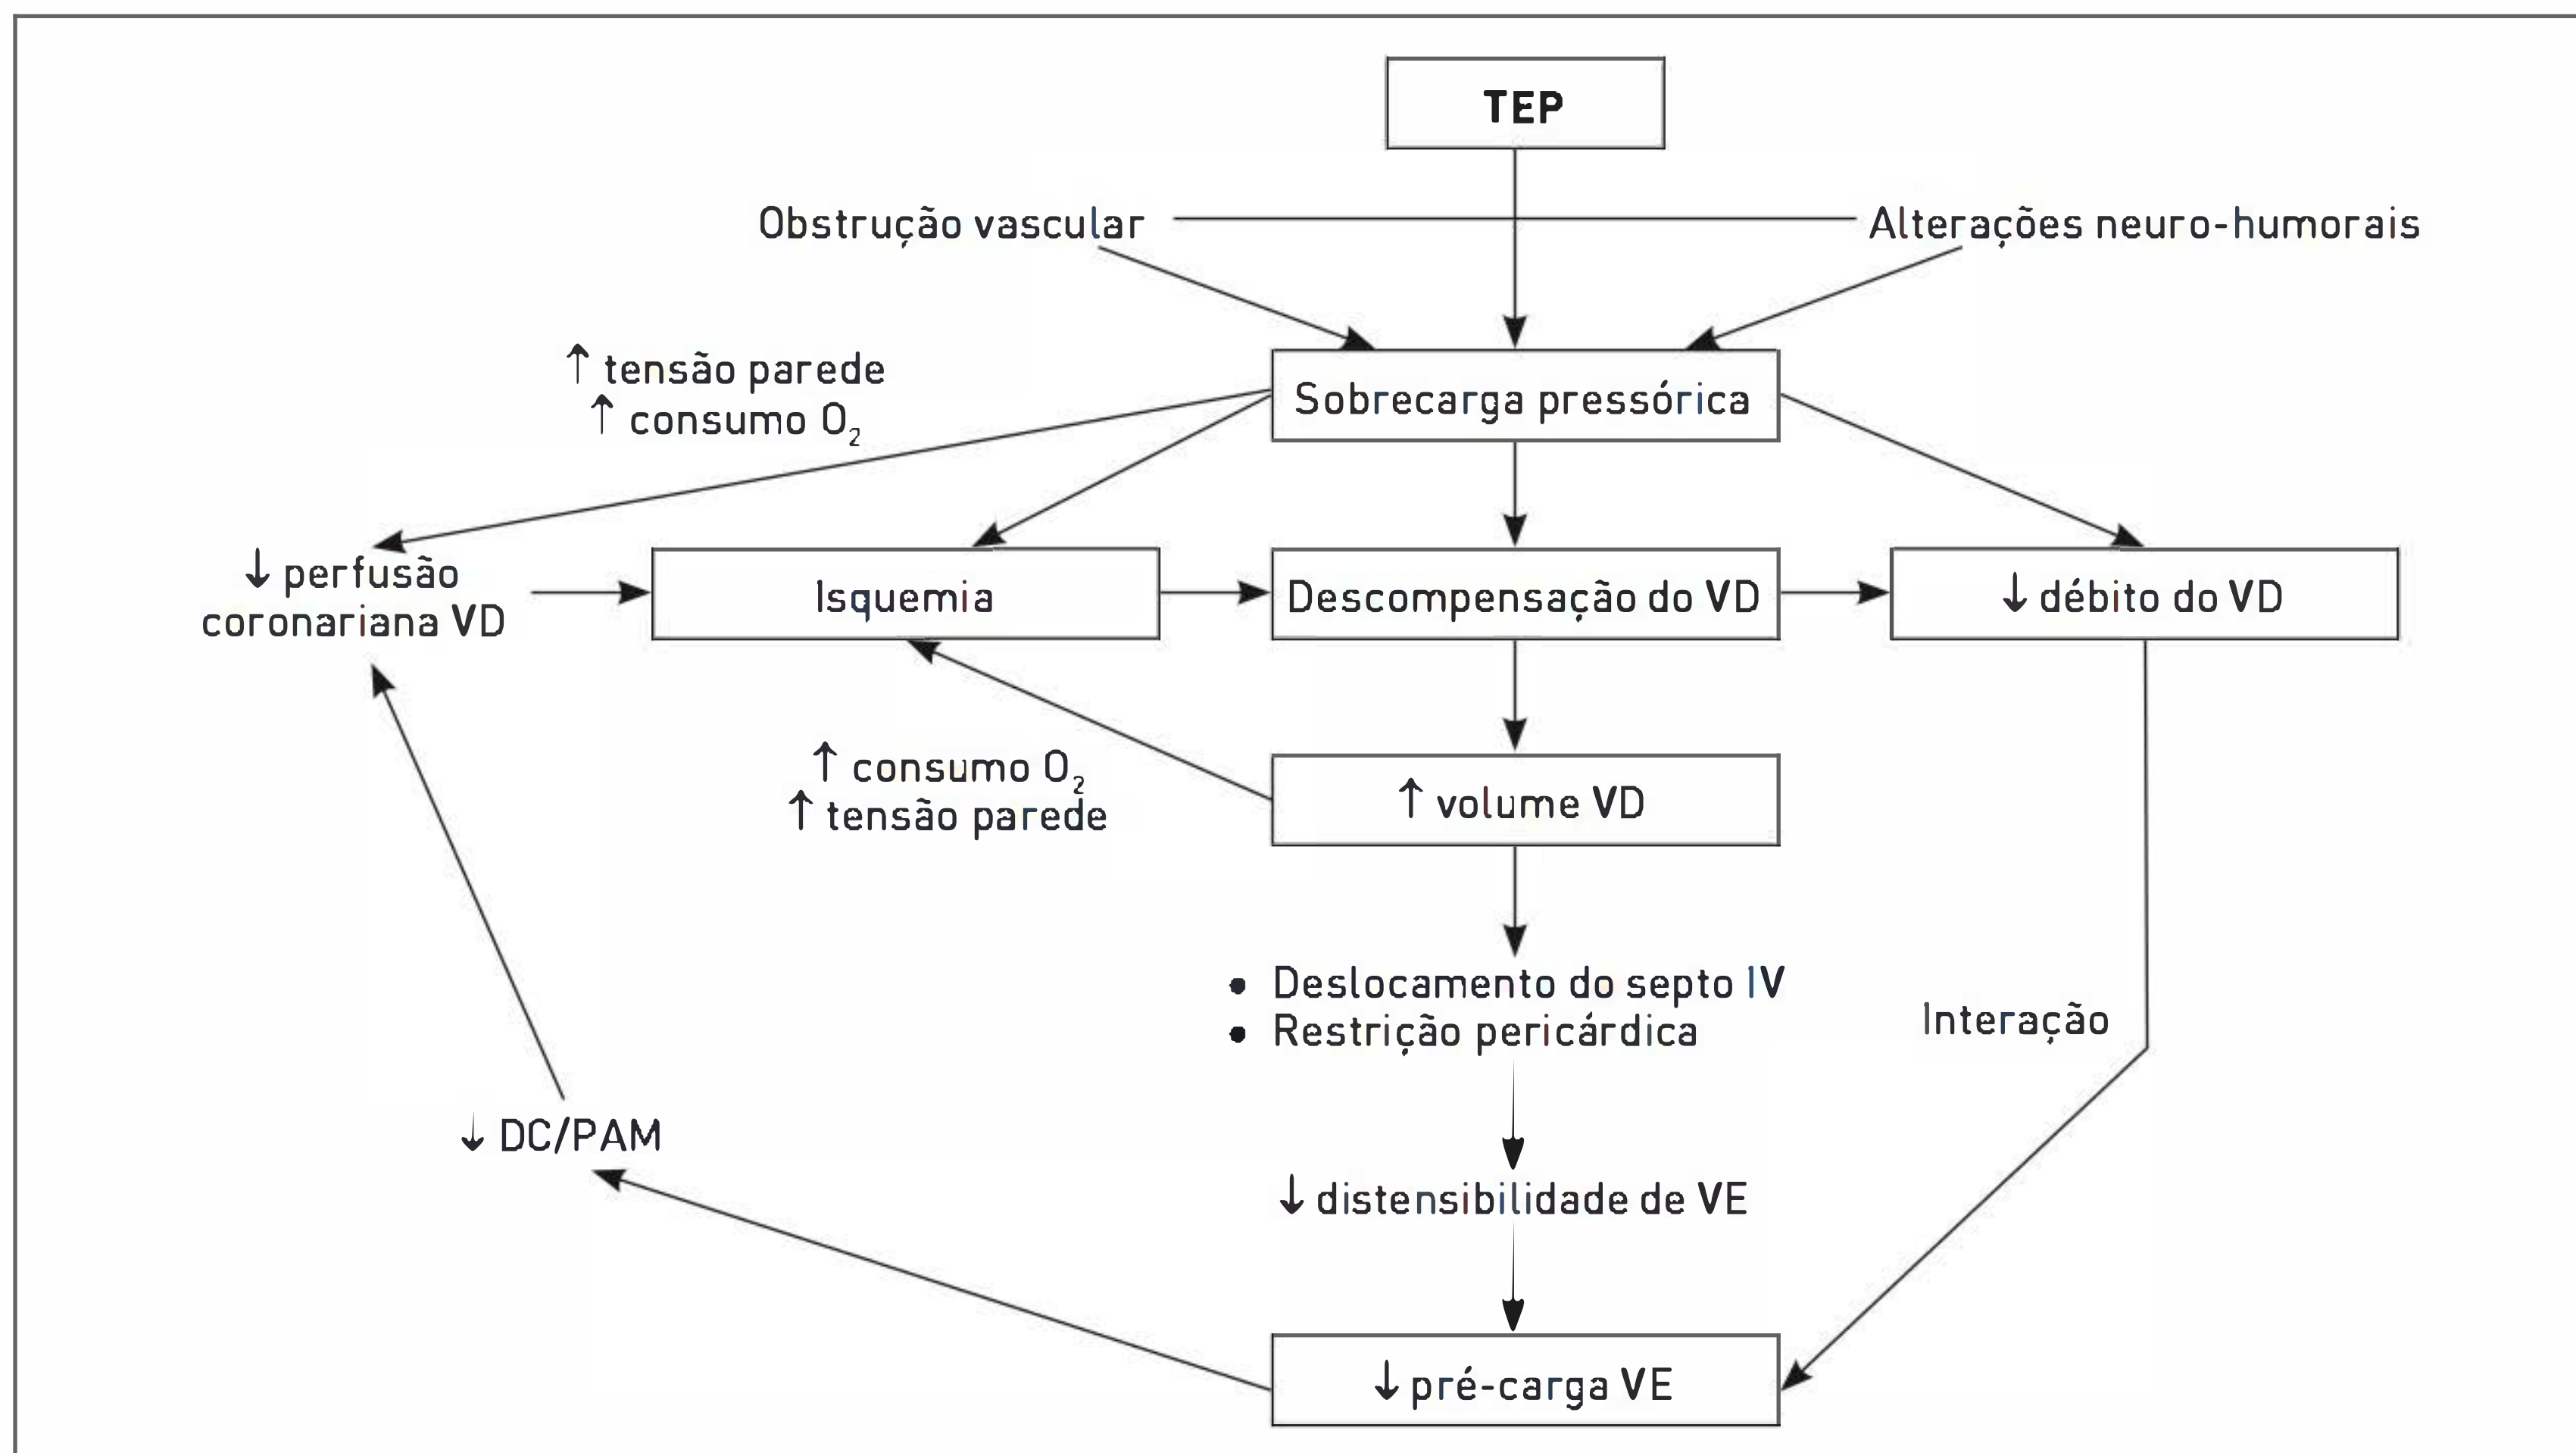 TEP
Obstrução vascular
Alterações neuro-humorais
↑ tensão parede
↑ consumo O₂
Sobrecarga pressórica
↓ perfusão
coronariana VD
Isquemia
Descompensação do VD
↓ débito do VD
↑ consumo O₂
↑ tensão parede
↑ volume VD
• Deslocamento do septo IV
• Restrição pericárdica
Interação
↓ DC/PAM
↓ distensibilidade de VE
↓ pré-carga VE